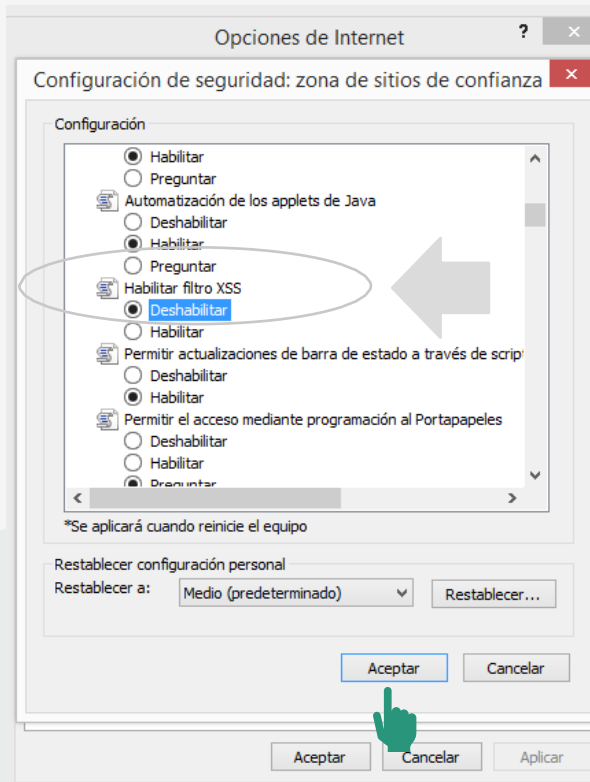 Opciones de Internet
?
Configuración de seguridad: zona de sitios de confianza
Configuración
Habilitar
Preguntar
Automatización de los applets de Java
Deshabilitar
Habilitar
Preguntar
Habilitar filtro XSS
Deshabilitar
Habilitar
Permitir actualizaciones de barra de estado a través de scrip
Deshabilitar
Habilitar
Permitir el acceso mediante programación al Portapapeles
Deshabilitar
Habilitar
Preguntar
*Se aplicará cuando reinicie el equipo
Restablecer configuración personal
Restablecer a:
Medio (predeterminado)
Restablecer...
Aceptar
Cancelar
Aceptar
Cancelar
Aplicar